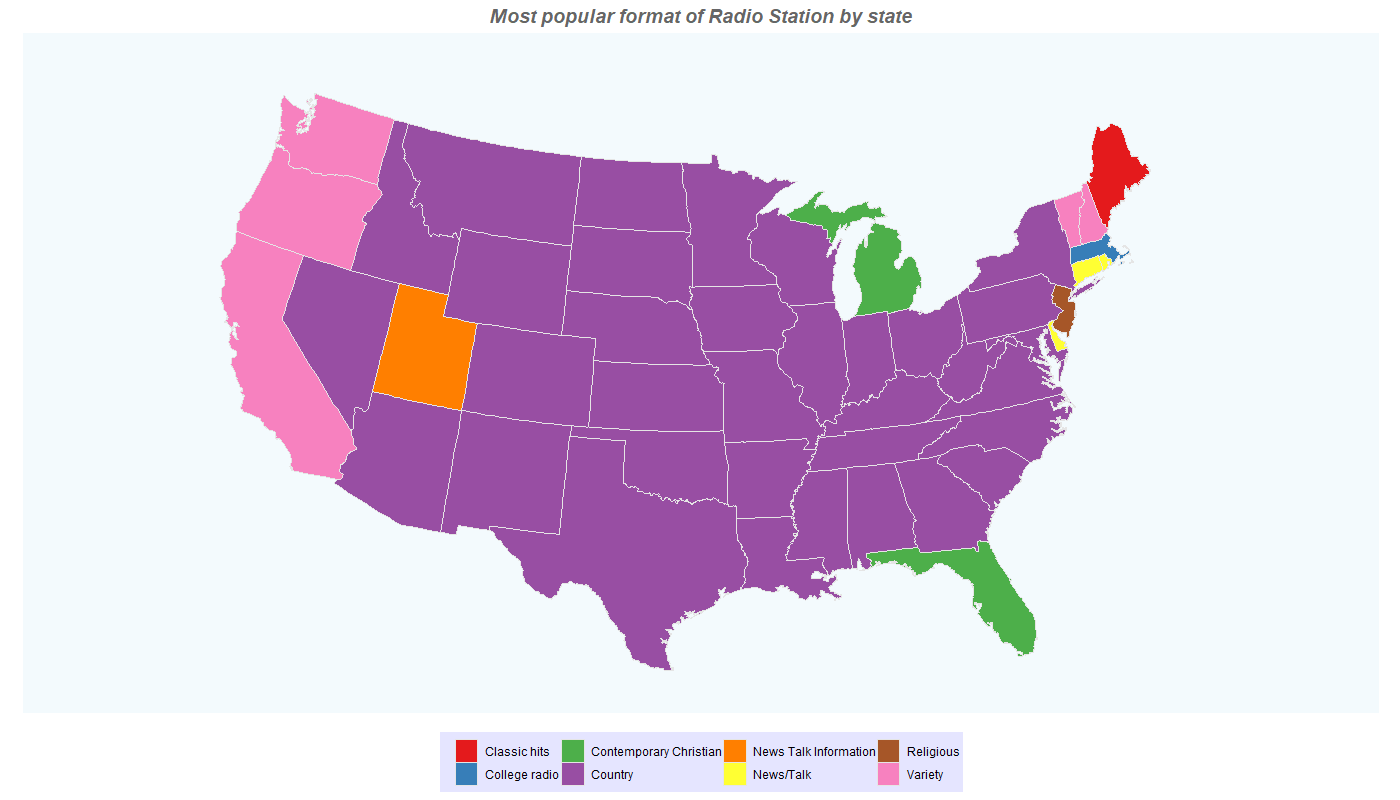 Most popular format of Radio Station by state
Classic hits Contemporary Christian News Talk Information Religious
College radio Country News/Talk Variety